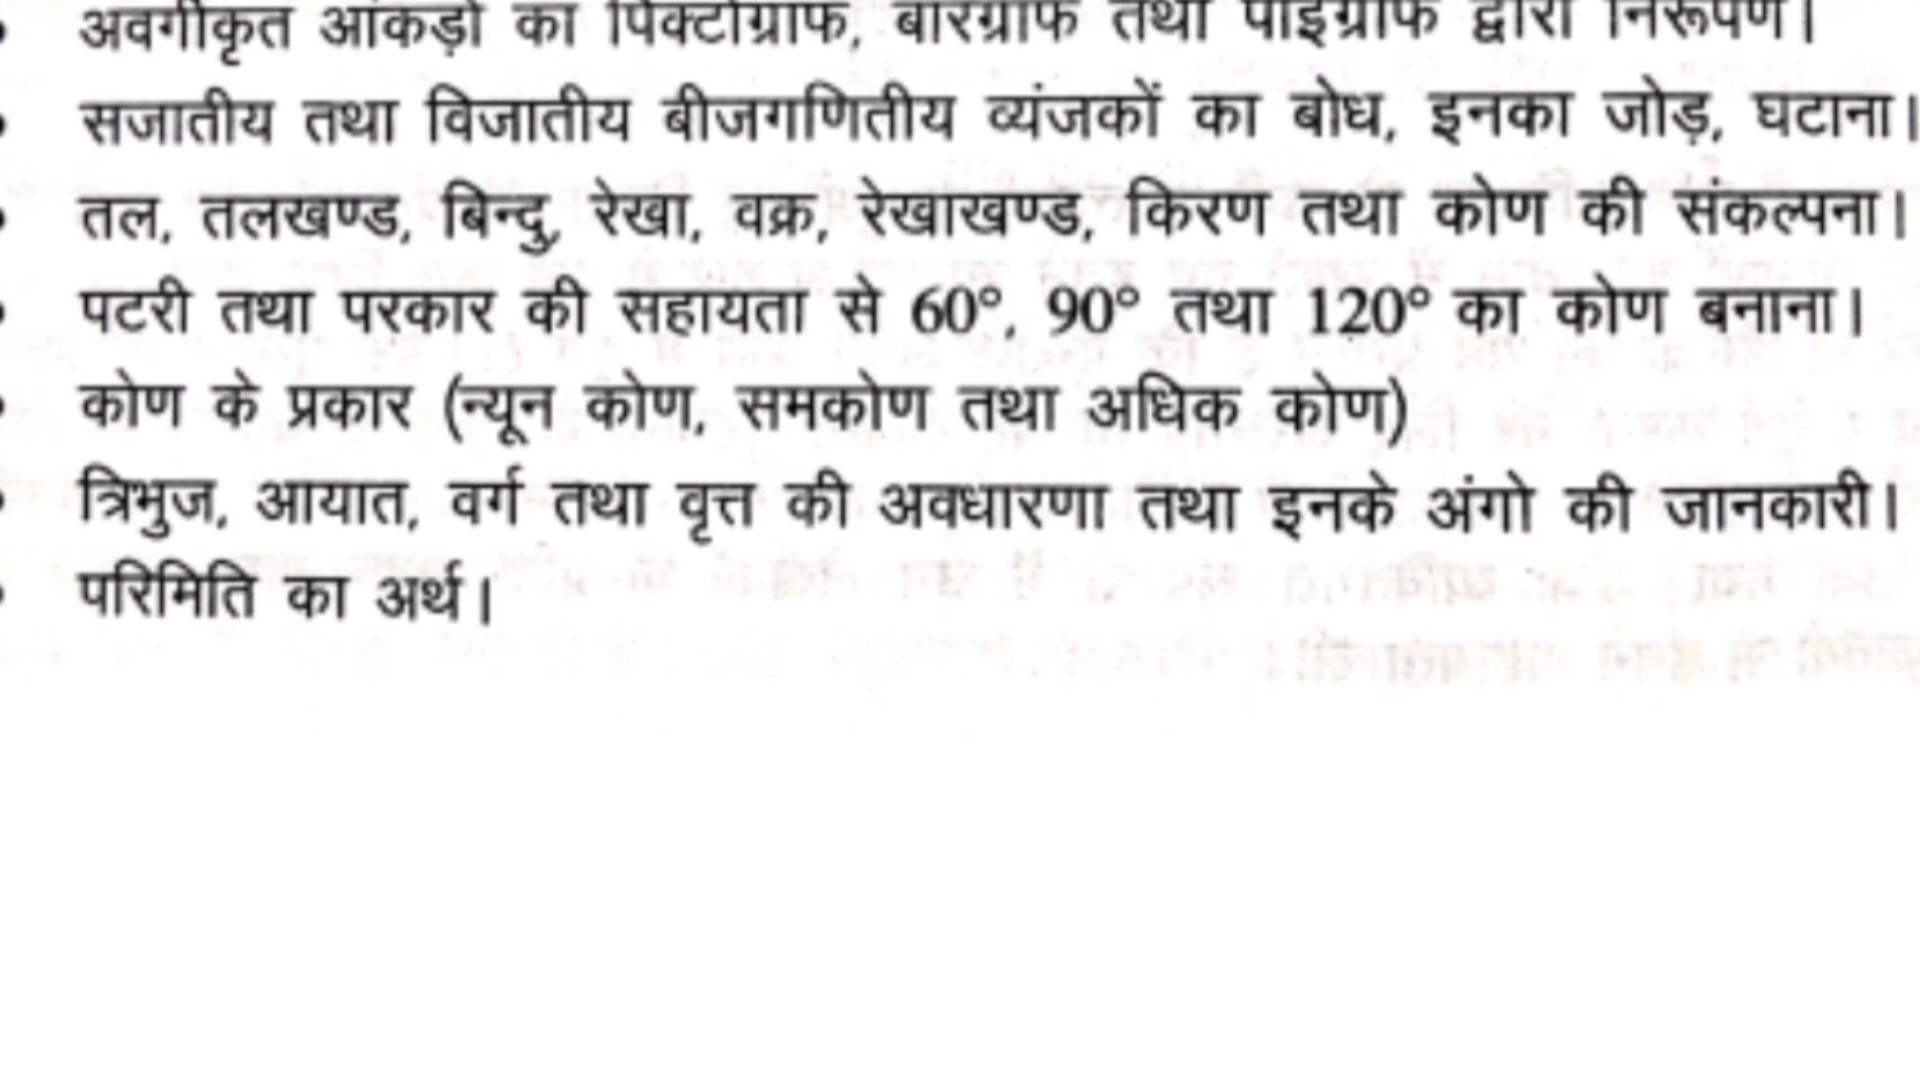 • अवर्गीकृत आंकड़ों का पिक्टोग्राफ, बारग्राफ तथा पाईग्राफ द्वारा निरूपण।
• सजातीय तथा विजातीय बीजगणितीय व्यंजकों का बोध, इनका जोड़, घटाना।
• तल, तलखण्ड, बिन्दु, रेखा, वक्र, रेखाखण्ड, किरण तथा कोण की संकल्पना।
• पटरी तथा परकार की सहायता से 60°, 90° तथा 120° का कोण बनाना।
• कोण के प्रकार (न्यून कोण, समकोण तथा अधिक कोण)
• त्रिभुज, आयात, वर्ग तथा वृत्त की अवधारणा तथा इनके अंगो की जानकारी।
• परिमिति का अर्थ।